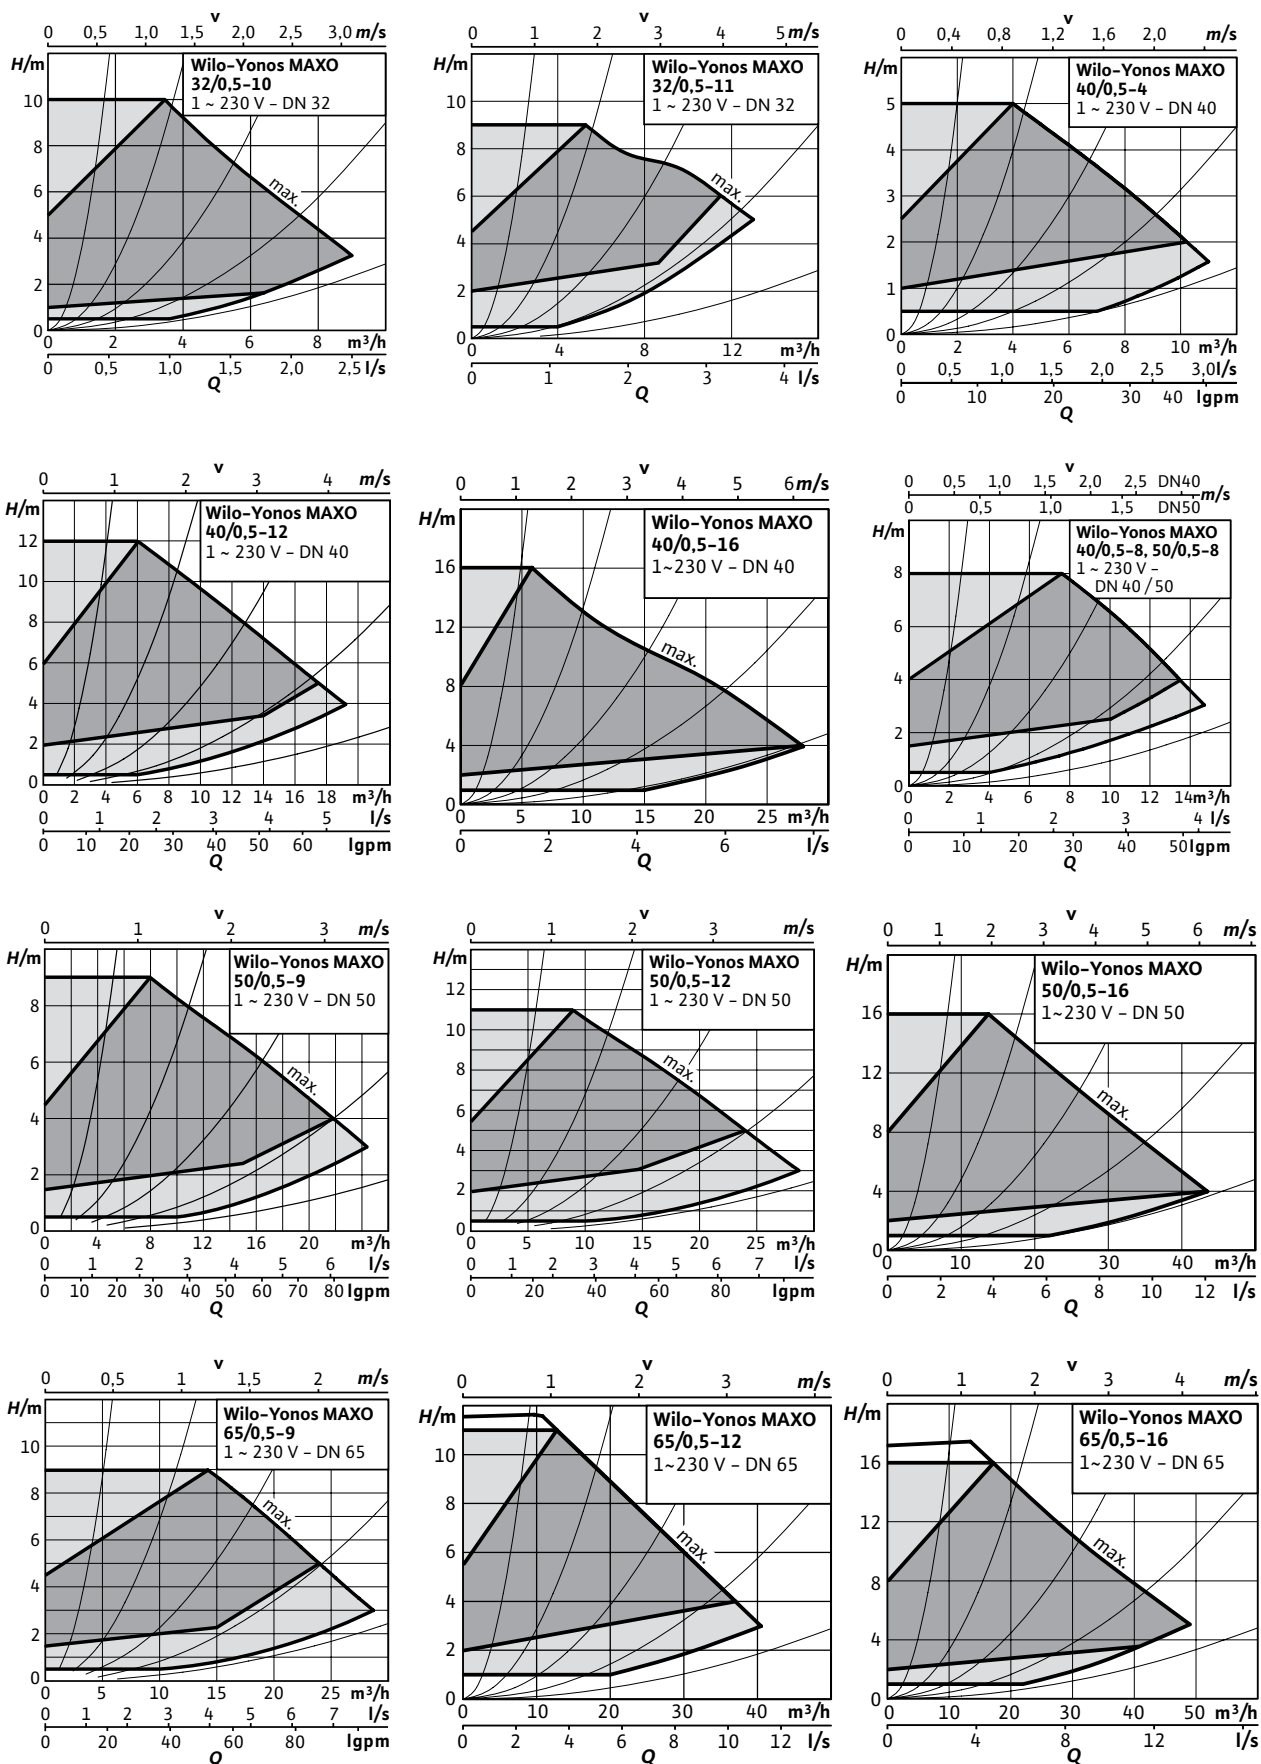 v
0 0,5 1,0 1,5 2,0 2,5 3,0 m/s
H/m
Wilo-Yonos MAXO
32/0,5-10
1 ~ 230 V - DN 32
10
8
6
4
2
0
max.
0 2 4 6 8 m³/h
0 0,5 1,0 1,5 2,0 2,5 l/s
Q
v
0 1 2 3 4 5 m/s
H/m
Wilo-Yonos MAXO
32/0,5-11
1 ~ 230 V - DN 32
10
8
6
4
2
0
max.
0 4 8 12 m³/h
0 1 2 3 4 l/s
Q
v
0 0,4 0,8 1,2 1,6 2,0 m/s
H/m
Wilo-Yonos MAXO
40/0,5-4
1 ~ 230 V - DN 40
5
4
3
2
1
0
0 2 4 6 8 10 m³/h
0 0,5 1,0 1,5 2,0 2,5 3,0 l/s
0 10 20 30 40 Igpm
Q
v
0 1 2 3 4 m/s
H/m
Wilo-Yonos MAXO
40/0,5-12
1 ~ 230 V - DN 40
12
10
8
6
4
2
0
0 2 4 6 8 10 12 14 16 18 m³/h
0 1 2 3 4 5 l/s
0 10 20 30 40 50 60 Igpm
Q
v
0 1 2 3 4 5 6 m/s
H/m
Wilo-Yonos MAXO
40/0,5-16
1~230 V - DN 40
16
12
8
4
0
max.
0 5 10 15 20 25 m³/h
0 2 4 6 l/s
Q
v
0 0,5 1,0 1,5 2,0 2,5 DN40
0 0,5 1,0 1,5 DN50 m/s
H/m
Wilo-Yonos MAXO
40/0,5-8, 50/0,5-8
1 ~ 230 V -
DN 40 / 50
8
6
4
2
0
0 2 4 6 8 10 12 14 m³/h
0 1 2 3 4 l/s
0 10 20 30 40 50 Igpm
Q
v
0 1 2 3 m/s
H/m
Wilo-Yonos MAXO
50/0,5-9
1 ~ 230 V - DN 50
8
6
4
2
0
max.
0 4 8 12 16 20 m³/h
0 1 2 3 4 5 6 l/s
0 10 20 30 40 50 60 70 80 Igpm
Q
v
0 1 2 3 m/s
H/m
Wilo-Yonos MAXO
50/0,5-12
1 ~ 230 V - DN 50
12
10
8
6
4
2
0
max.
0 5 10 15 20 25 m³/h
0 1 2 3 4 5 6 7 l/s
0 20 40 60 80 Igpm
Q
v
0 1 2 3 4 5 6 m/s
H/m
Wilo-Yonos MAXO
50/0,5-16
1~230 V - DN 50
16
12
8
4
0
max.
0 10 20 30 40 m³/h
0 2 4 6 8 10 12 l/s
Q
v
0 0,5 1 1,5 2 m/s
H/m
Wilo-Yonos MAXO
65/0,5-9
1 ~ 230 V - DN 65
10
8
6
4
2
0
max.
0 5 10 15 20 25 m³/h
0 1 2 3 4 5 6 7 l/s
0 20 40 60 80 Igpm
Q
v
0 1 2 3 m/s
H/m
Wilo-Yonos MAXO
65/0,5-12
1~230 V - DN 65
10
8
6
4
2
0
max.
0 10 20 30 40 m³/h
0 2 4 6 8 10 12 l/s
Q
v
0 1 2 3 4 m/s
H/m
Wilo-Yonos MAXO
65/0,5-16
1~230 V - DN 65
16
12
8
4
0
max.
0 10 20 30 40 50 m³/h
0 4 8 12 l/s
Q